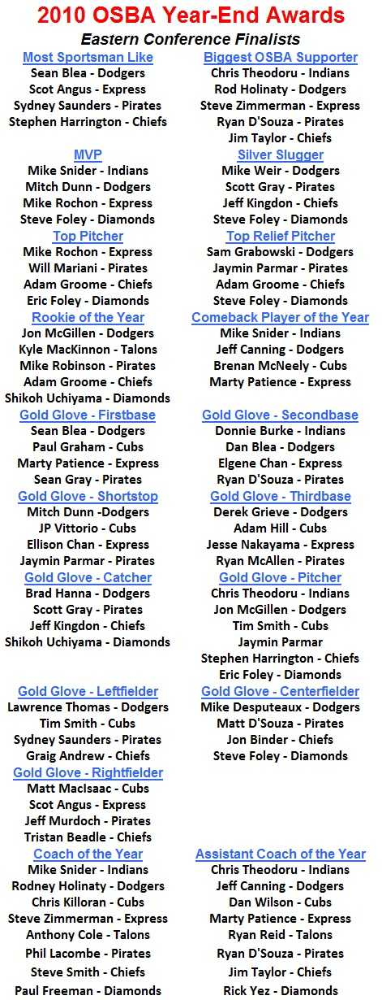 2010 OSBA Year-End Awards
Eastern Conference Finalists
Most Sportsman Like
Sean Blea - Dodgers
Scot Angus - Express
Sydney Saunders - Pirates
Stephen Harrington - Chiefs
Biggest OSBA Supporter
Chris Theodoru - Indians
Rod Holinaty - Dodgers
Steve Zimmerman - Express
Ryan D'Souza - Pirates
Jim Taylor - Chiefs
MVP
Mike Snider - Indians
Mitch Dunn - Dodgers
Mike Rochon - Express
Steve Foley - Diamonds
Silver Slugger
Mike Weir - Dodgers
Scott Gray - Pirates
Jeff Kingdon - Chiefs
Steve Foley - Diamonds
Top Pitcher
Mike Rochon - Express
Will Mariani - Pirates
Adam Groome - Chiefs
Eric Foley - Diamonds
Top Relief Pitcher
Sam Grabowski - Dodgers
Jaymin Parmar - Pirates
Adam Groome - Chiefs
Steve Foley - Diamonds
Rookie of the Year
Jon McGillen - Dodgers
Kyle MacKinnon - Talons
Mike Robinson - Pirates
Adam Groome - Chiefs
Shikoh Uchiyama - Diamonds
Comeback Player of the Year
Mike Snider - Indians
Jeff Canning - Dodgers
Brenan McNeely - Cubs
Marty Patience - Express
Gold Glove - Firstbase
Sean Blea - Dodgers
Paul Graham - Cubs
Marty Patience - Express
Sean Gray - Pirates
Gold Glove - Secondbase
Donnie Burke - Indians
Dan Blea - Dodgers
Elgene Chan - Express
Ryan D'Souza - Pirates
Gold Glove - Shortstop
Mitch Dunn -Dodgers
JP Vittorio - Cubs
Ellison Chan - Express
Jaymin Parmar - Pirates
Gold Glove - Thirdbase
Derek Grieve - Dodgers
Adam Hill - Cubs
Jesse Nakayama - Express
Ryan McAllen - Pirates
Gold Glove - Catcher
Brad Hanna - Dodgers
Scott Gray - Pirates
Jeff Kingdon - Chiefs
Shikoh Uchiyama - Diamonds
Gold Glove - Pitcher
Chris Theodoru - Indians
Jon McGillen - Dodgers
Tim Smith - Cubs
Jaymin Parmar
Stephen Harrington - Chiefs
Eric Foley - Diamonds
Gold Glove - Leftfielder
Lawrence Thomas - Dodgers
Tim Smith - Cubs
Sydney Saunders - Pirates
Graig Andrew - Chiefs
Gold Glove - Centerfielder
Mike Desputeaux - Dodgers
Matt D'Souza - Pirates
Jon Binder - Chiefs
Steve Foley - Diamonds
Gold Glove - Rightfielder
Matt MacIsaac - Cubs
Scot Angus - Express
Jeff Murdoch - Pirates
Tristan Beadle - Chiefs
Coach of the Year
Mike Snider - Indians
Rodney Holinaty - Dodgers
Chris Killoran - Cubs
Steve Zimmerman - Express
Anthony Cole - Talons
Phil Lacombe - Pirates
Steve Smith - Chiefs
Paul Freeman - Diamonds
Assistant Coach of the Year
Chris Theodoru - Indians
Jeff Canning - Dodgers
Dan Wilson - Cubs
Marty Patience - Express
Ryan Reid - Talons
Ryan D'Souza - Pirates
Jim Taylor - Chiefs
Rick Yez - Diamonds